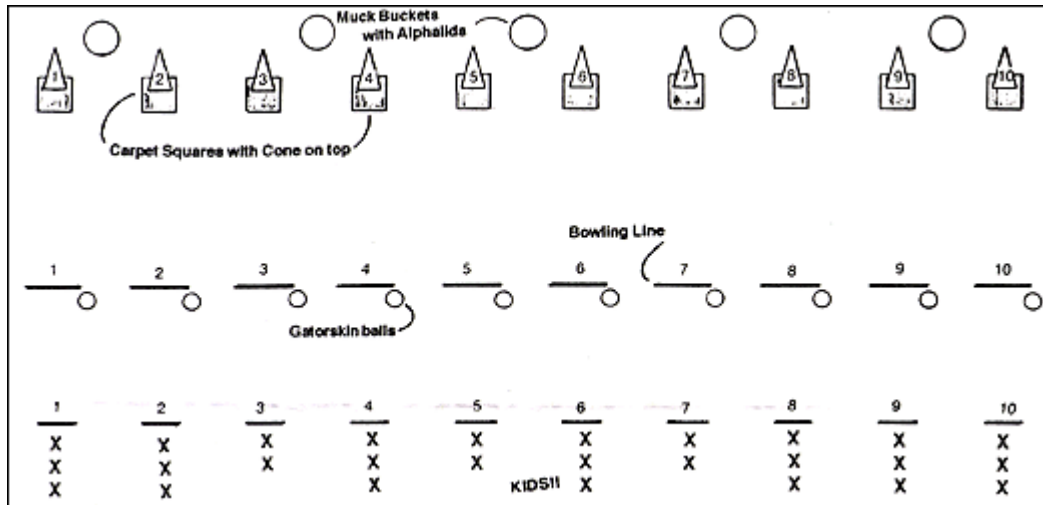 Muck Buckets
with Alphalids
1 2 3 4 5 6 7 8 9 10
Carpet Squares with Cone on top
Bowling Line
1 2 3 4 5 6 7 8 9 10
Gatorskin balls
1 2 3 4 5 6 7 8 9 10
X X X X X X X X X X
X X X X X X X X X X
X X X X X X X
KIDS!!